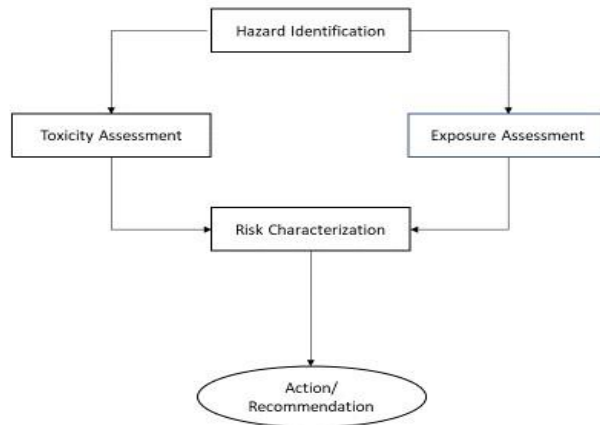 Hazard Identification
Toxicity Assessment
Exposure Assessment
Risk Characterization
Action/
Recommendation